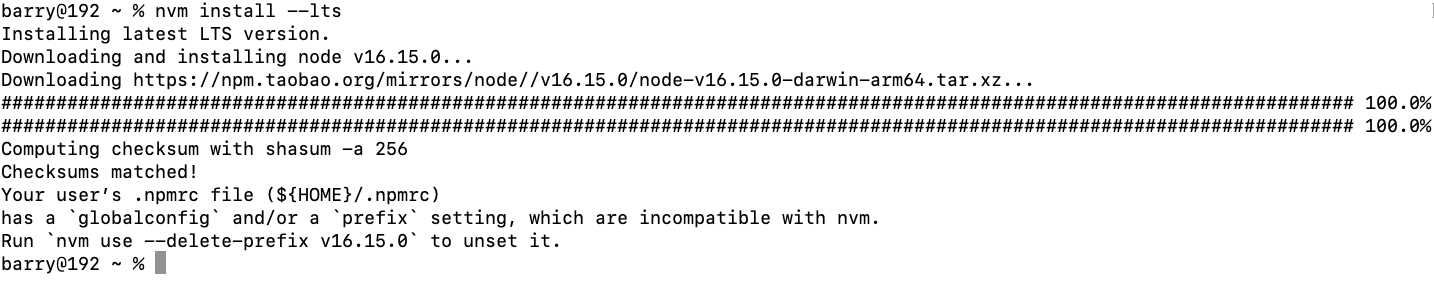 barry@192 ~ % nvm install --lts
Installing latest LTS version.
Downloading and installing node v16.15.0...
Downloading https://npm.taobao.org/mirrors/node//v16.15.0/node-v16.15.0-darwin-arm64.tar.xz...
########################################################################################################################### 100.0%
########################################################################################################################### 100.0%
Computing checksum with shasum -a 256
Checksums matched!
Your user’s .npmrc file (${HOME}/.npmrc)
has a `globalconfig` and/or a `prefix` setting, which are incompatible with nvm.
Run `nvm use --delete-prefix v16.15.0` to unset it.
barry@192 ~ %